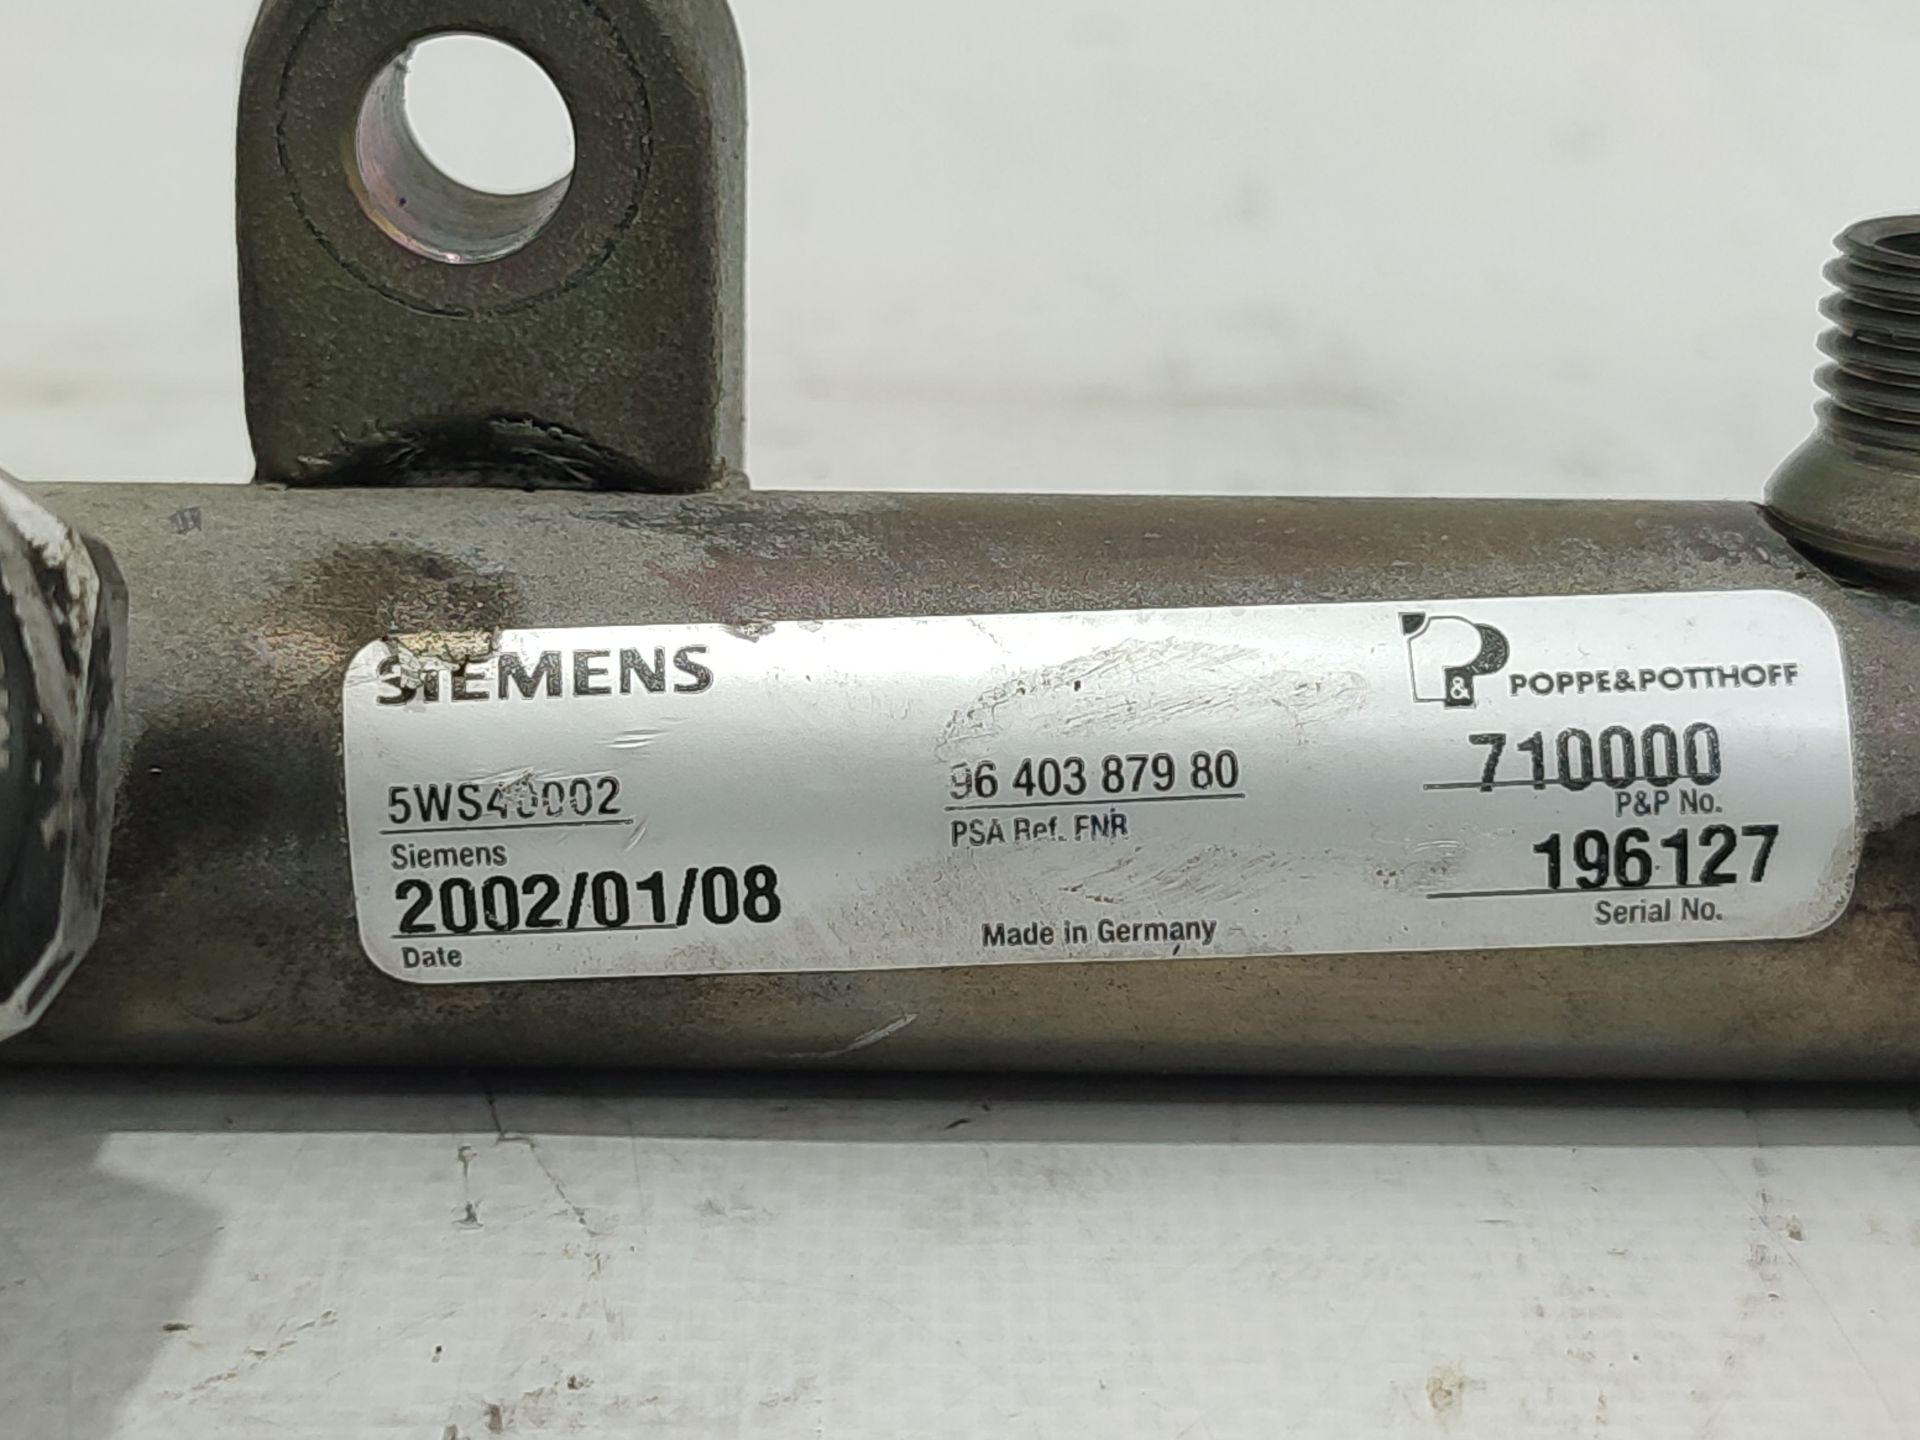 SIEMENS
P& POPPE&POTTHOFF
5WS40002
Siemens
2002/01/08
Date
96 403 879 80
PSA Ref. FNR
Made in Germany
710000
P&P No.
196127
Serial No.